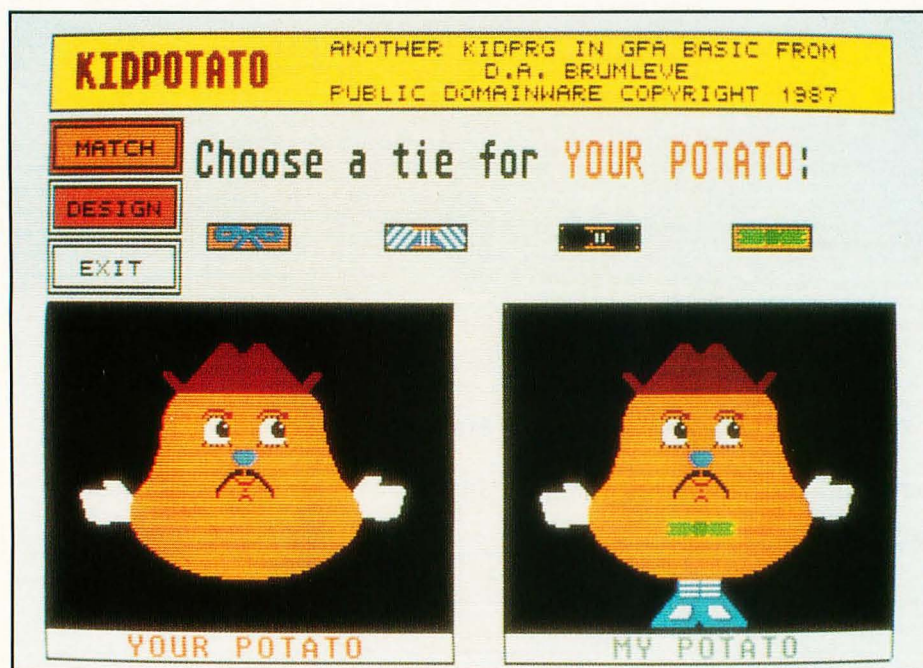 KIDPOTATO
ANOTHER KIDPRG IN GFA BASIC FROM
D.A. BRUMLEVE
PUBLIC DOMAINWARE COPYRIGHT 1987
MATCH
DESIGN
EXIT
Choose a tie for YOUR POTATO:
YOUR POTATO
MY POTATO